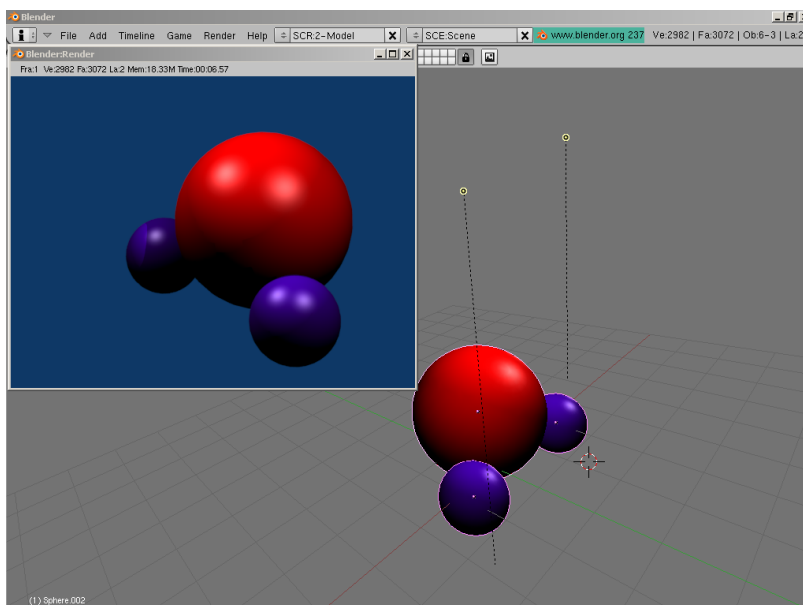 Blender
File Add Timeline Game Render Help SCR:2-Model SCE:Scene www.blender.org 237 Ve:2982 | Fa:3072 | Ob:6-3 | La:2
Blender:Render
Fra:1 Ve:2982 Fa:3072 La:2 Mem:18.33M Time:00:06.57
(1) Sphere.002